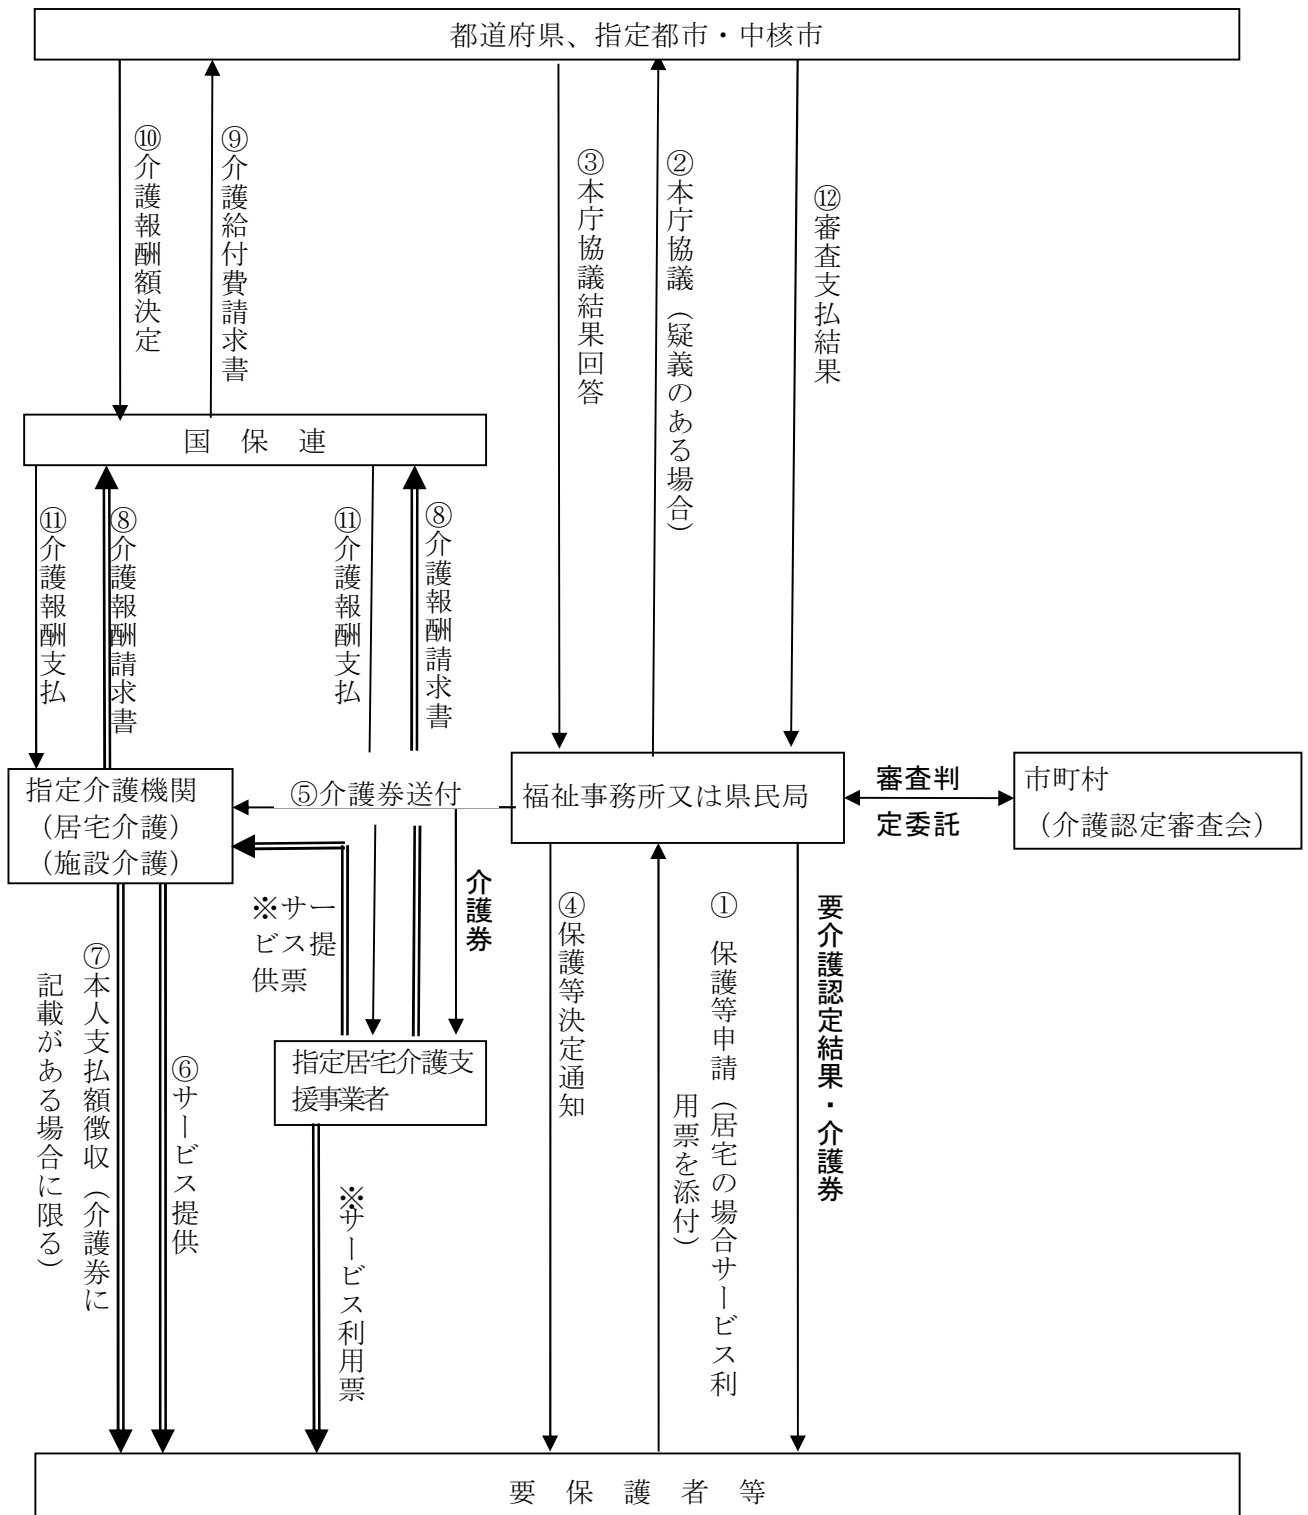 都道府県、指定都市・中核市
⑩介護報酬額決定
⑨介護給付費請求書
③本庁協議結果回答
②本庁協議（疑義のある場合）
⑫審査支払結果
国　保　連
⑪介護報酬支払
⑧介護報酬請求書
⑪介護報酬支払
⑧介護報酬請求書
指定介護機関
（居宅介護）
（施設介護）
⑤介護券送付
福祉事務所又は県民局
審査判
定委託
市町村
（介護認定審査会）
※サー
ビス提
供票
介護券
④保護等決定通知
①　保護等申請（居宅の場合サービス利
用票を添付）
要介護認定結果・介護券
⑦本人支払額徴収（介護券に
記載がある場合に限る）
⑥サービス提供
指定居宅介護支
援事業者
※サービス利用票
要　保　護　者　等